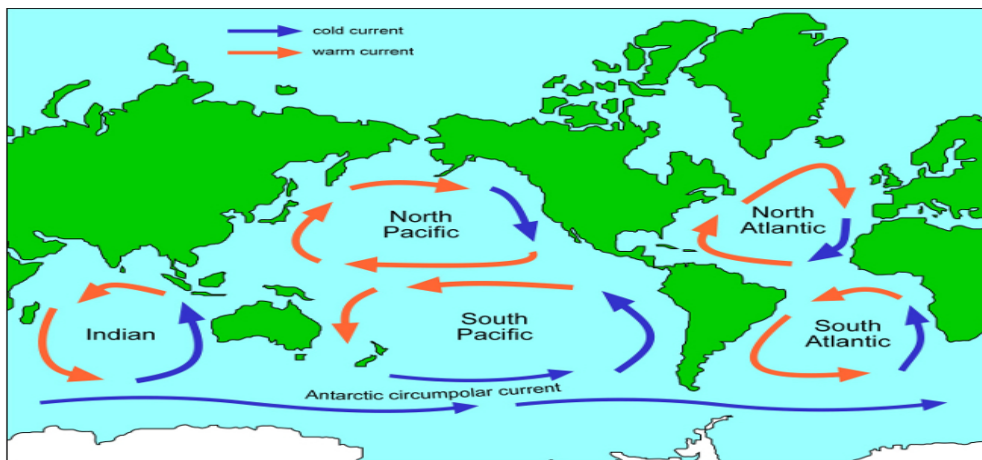 cold current
warm current
North
Pacific
North
Atlantic
Indian
South
Pacific
South
Atlantic
Antarctic circumpolar current